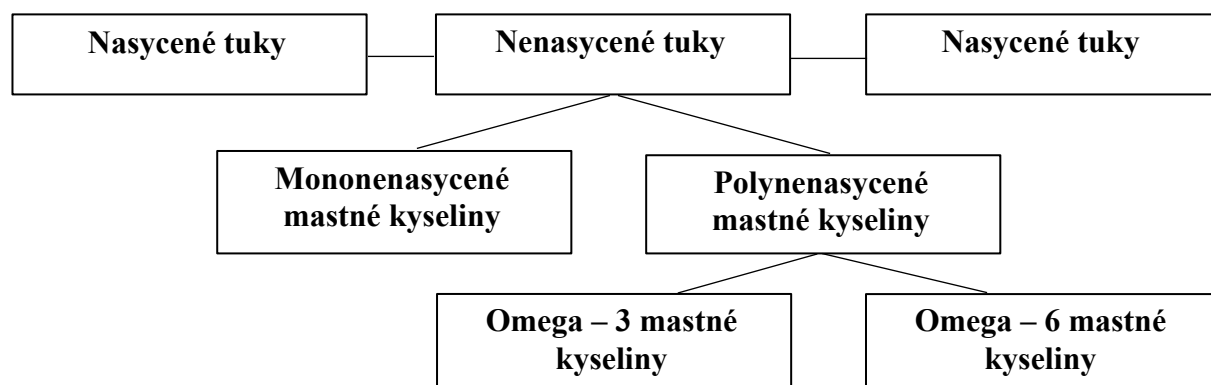 Nasycené tuky
Nenasycené tuky
Nasycené tuky
Mononenasycené
mastné kyseliny
Polynenasycené
mastné kyseliny
Omega – 3 mastné
kyseliny
Omega – 6 mastné
kyseliny